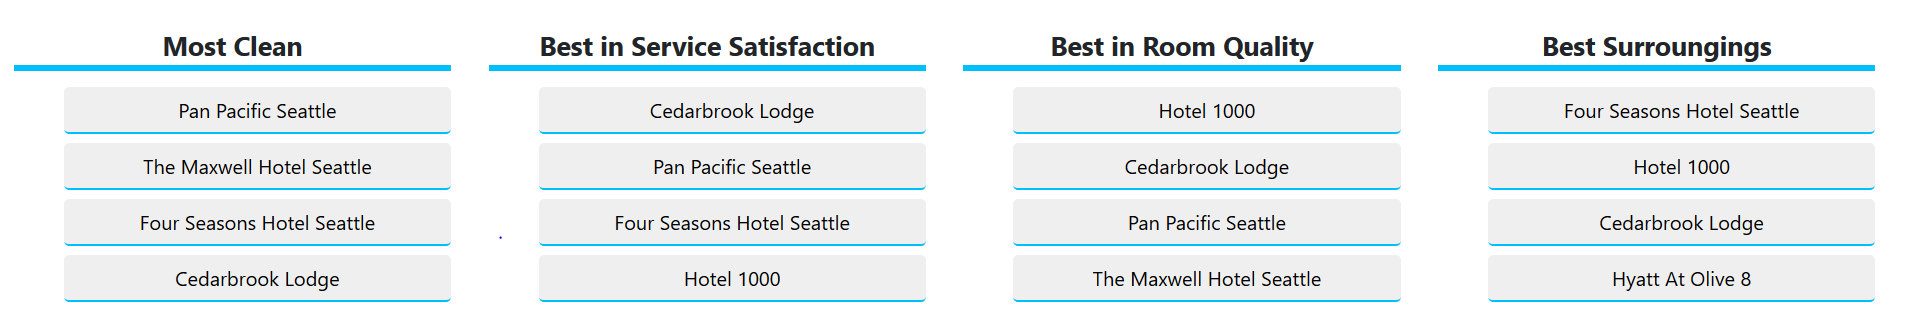 Most Clean
Pan Pacific Seattle
The Maxwell Hotel Seattle
Four Seasons Hotel Seattle
Cedarbrook Lodge
Best in Service Satisfaction
Cedarbrook Lodge
Pan Pacific Seattle
Four Seasons Hotel Seattle
Hotel 1000
Best in Room Quality
Hotel 1000
Cedarbrook Lodge
Pan Pacific Seattle
The Maxwell Hotel Seattle
Best Surroungings
Four Seasons Hotel Seattle
Hotel 1000
Cedarbrook Lodge
Hyatt At Olive 8